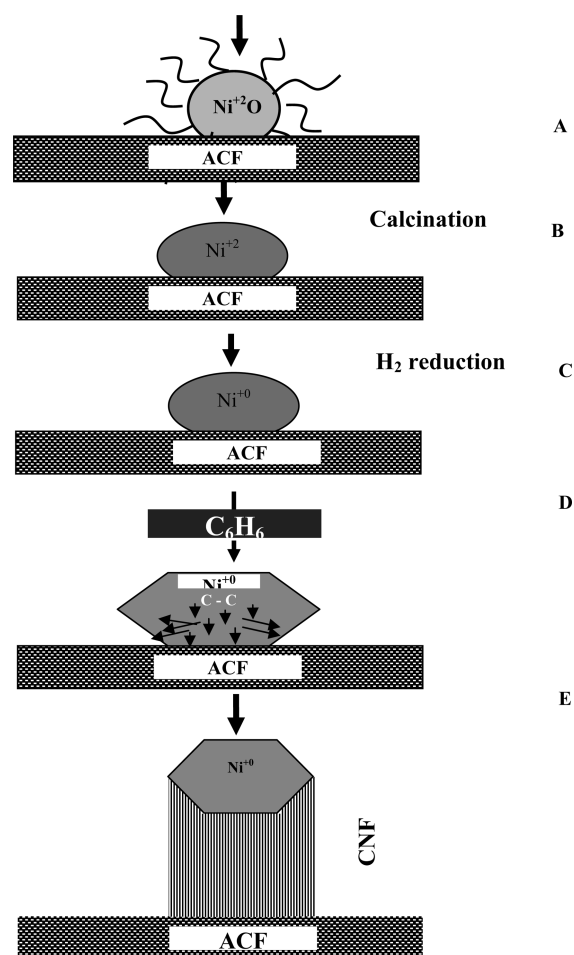 Ni⁺²O
A
ACF
Calcination
B
Ni⁺²
ACF
H₂ reduction
C
Ni⁺⁰
ACF
D
C₆H₆
Ni⁺⁰
C - C
ACF
E
Ni⁺⁰
CNF
ACF